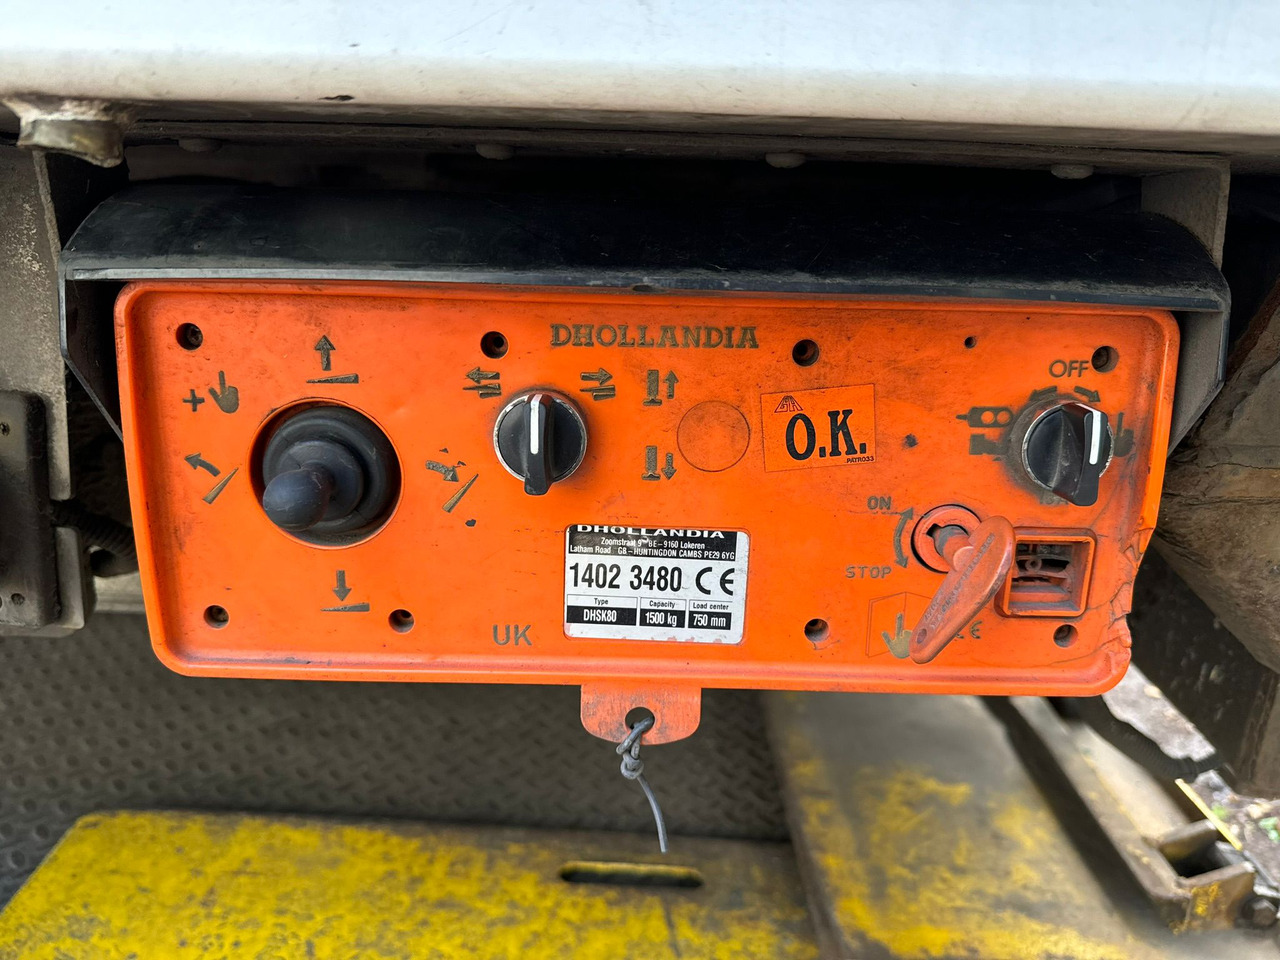 DHOLLANDIA
OFF
O.K.
PATRO33
ON
STOP
DHOLLANDIA
Zoomstraat 9 BE-9160 Lokeren
Latham Road GB-HUNTINGDON CAMBS PE29 6YG
1402 3480 CE
Type Capacity Load center
DHSK80 1500 kg 750 mm
UK